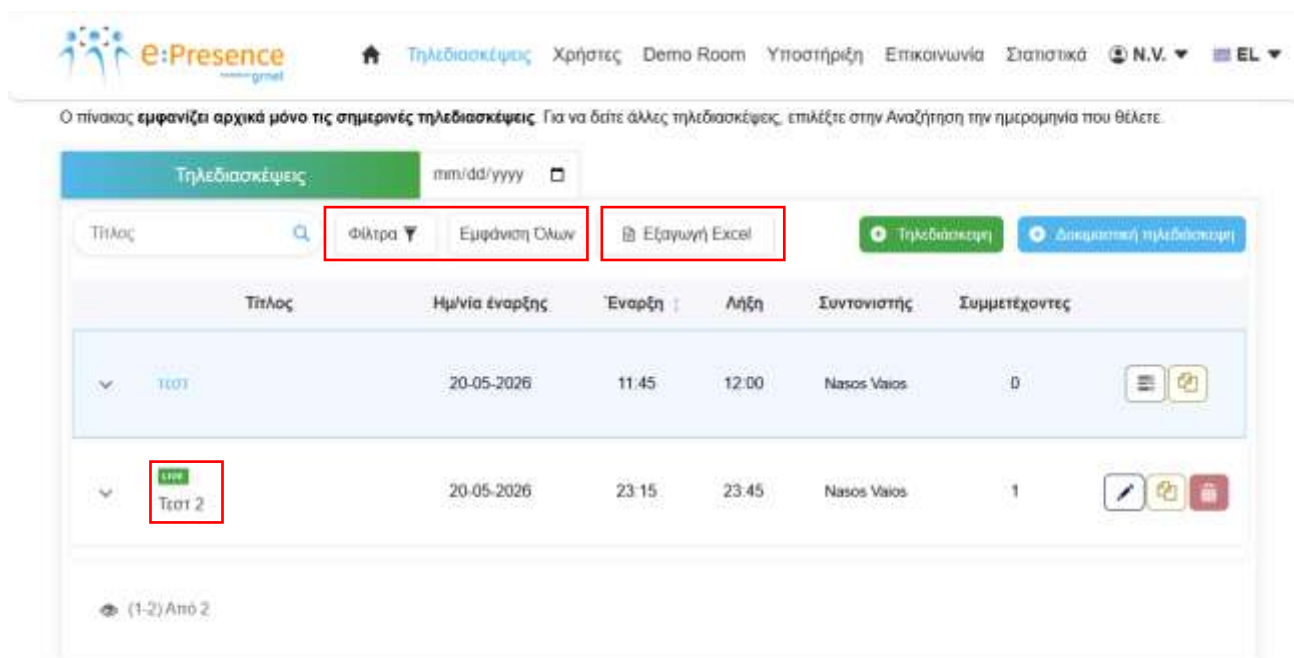 e:Presence
grnet
Τηλεδιασκέψεις Χρήστες Demo Room Υποστήριξη Επικοινωνία Στατιστικά N.V. EL
Ο πίνακας εμφανίζει αρχικά μόνο τις σημερινές τηλεδιασκέψεις. Για να δείτε άλλες τηλεδιασκέψεις, επιλέξτε στην Αναζήτηση την ημερομηνία που θέλετε.
Τηλεδιασκέψεις mm/dd/yyyy
Τίτλος Φίλτρα Εμφάνιση Όλων Εξαγωγή Excel Τηλεδιάσκεψη Δοκιμαστική τηλεδιάσκεψη
Τίτλος Ημ/νία έναρξης Έναρξη Λήξη Συντονιστής Συμμετέχοντες
τεστ 20-05-2026 11:45 12:00 Nasos Vaios 0
LIVE
Τεστ 2 20-05-2026 23:15 23:45 Nasos Vaios 1
(1-2) Από 2